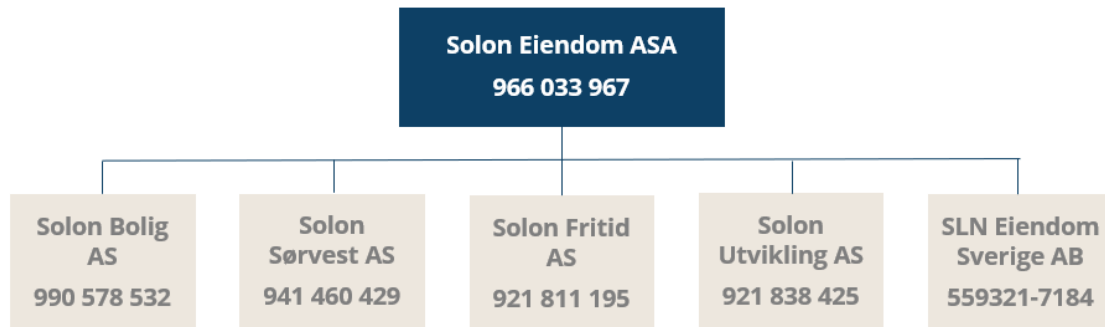 Solon Eiendom ASA
966 033 967
Solon Bolig
AS
990 578 532
Solon
Sørvest AS
941 460 429
Solon Fritid
AS
921 811 195
Solon
Utvikling AS
921 838 425
SLN Eiendom
Sverige AB
559321-7184